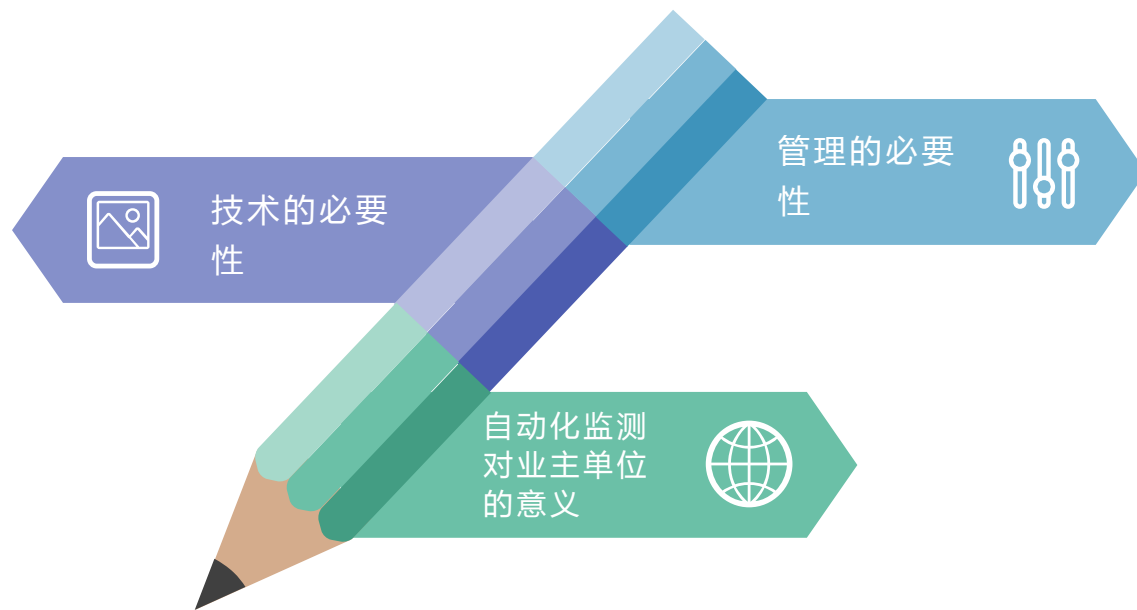 管理的必要
性
技术的必要
性
自动化监测
对业主单位
的意义